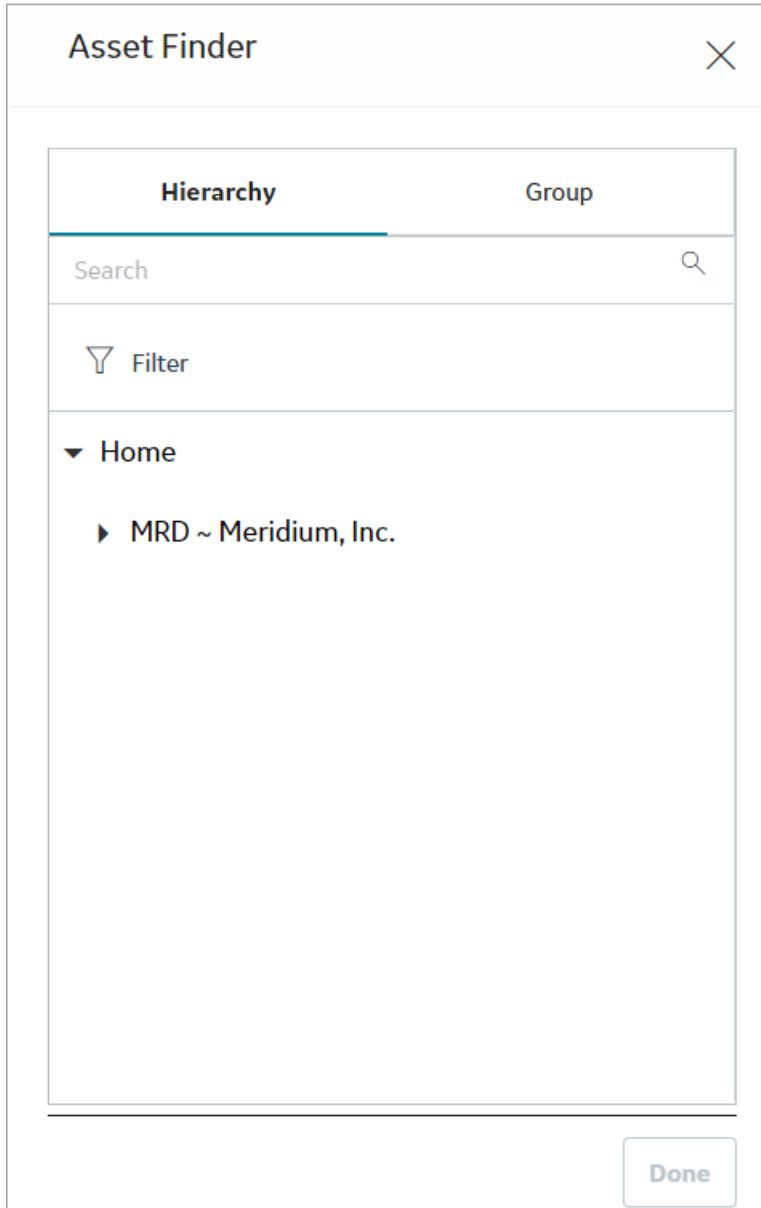 Asset Finder
Hierarchy Group
Search
Filter
Home
MRD ~ Meridium, Inc.
Done